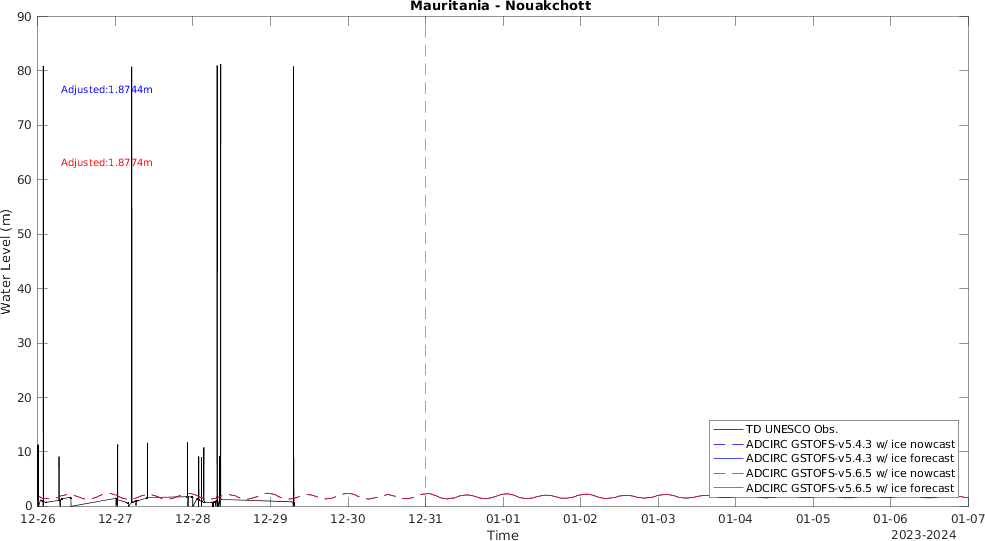 Mauritania - Nouakchott
90
80
70
60
50
40
30
20
10
0
Water Level (m)
Adjusted:1.8744m
Adjusted:1.8774m
TD UNESCO Obs.
ADCIRC GSTOFS-v5.4.3 w/ ice nowcast
ADCIRC GSTOFS-v5.4.3 w/ ice forecast
ADCIRC GSTOFS-v5.6.5 w/ ice nowcast
ADCIRC GSTOFS-v5.6.5 w/ ice forecast
12-26 12-27 12-28 12-29 12-30 12-31 01-01 01-02 01-03 01-04 01-05 01-06 01-07
Time
2023-2024